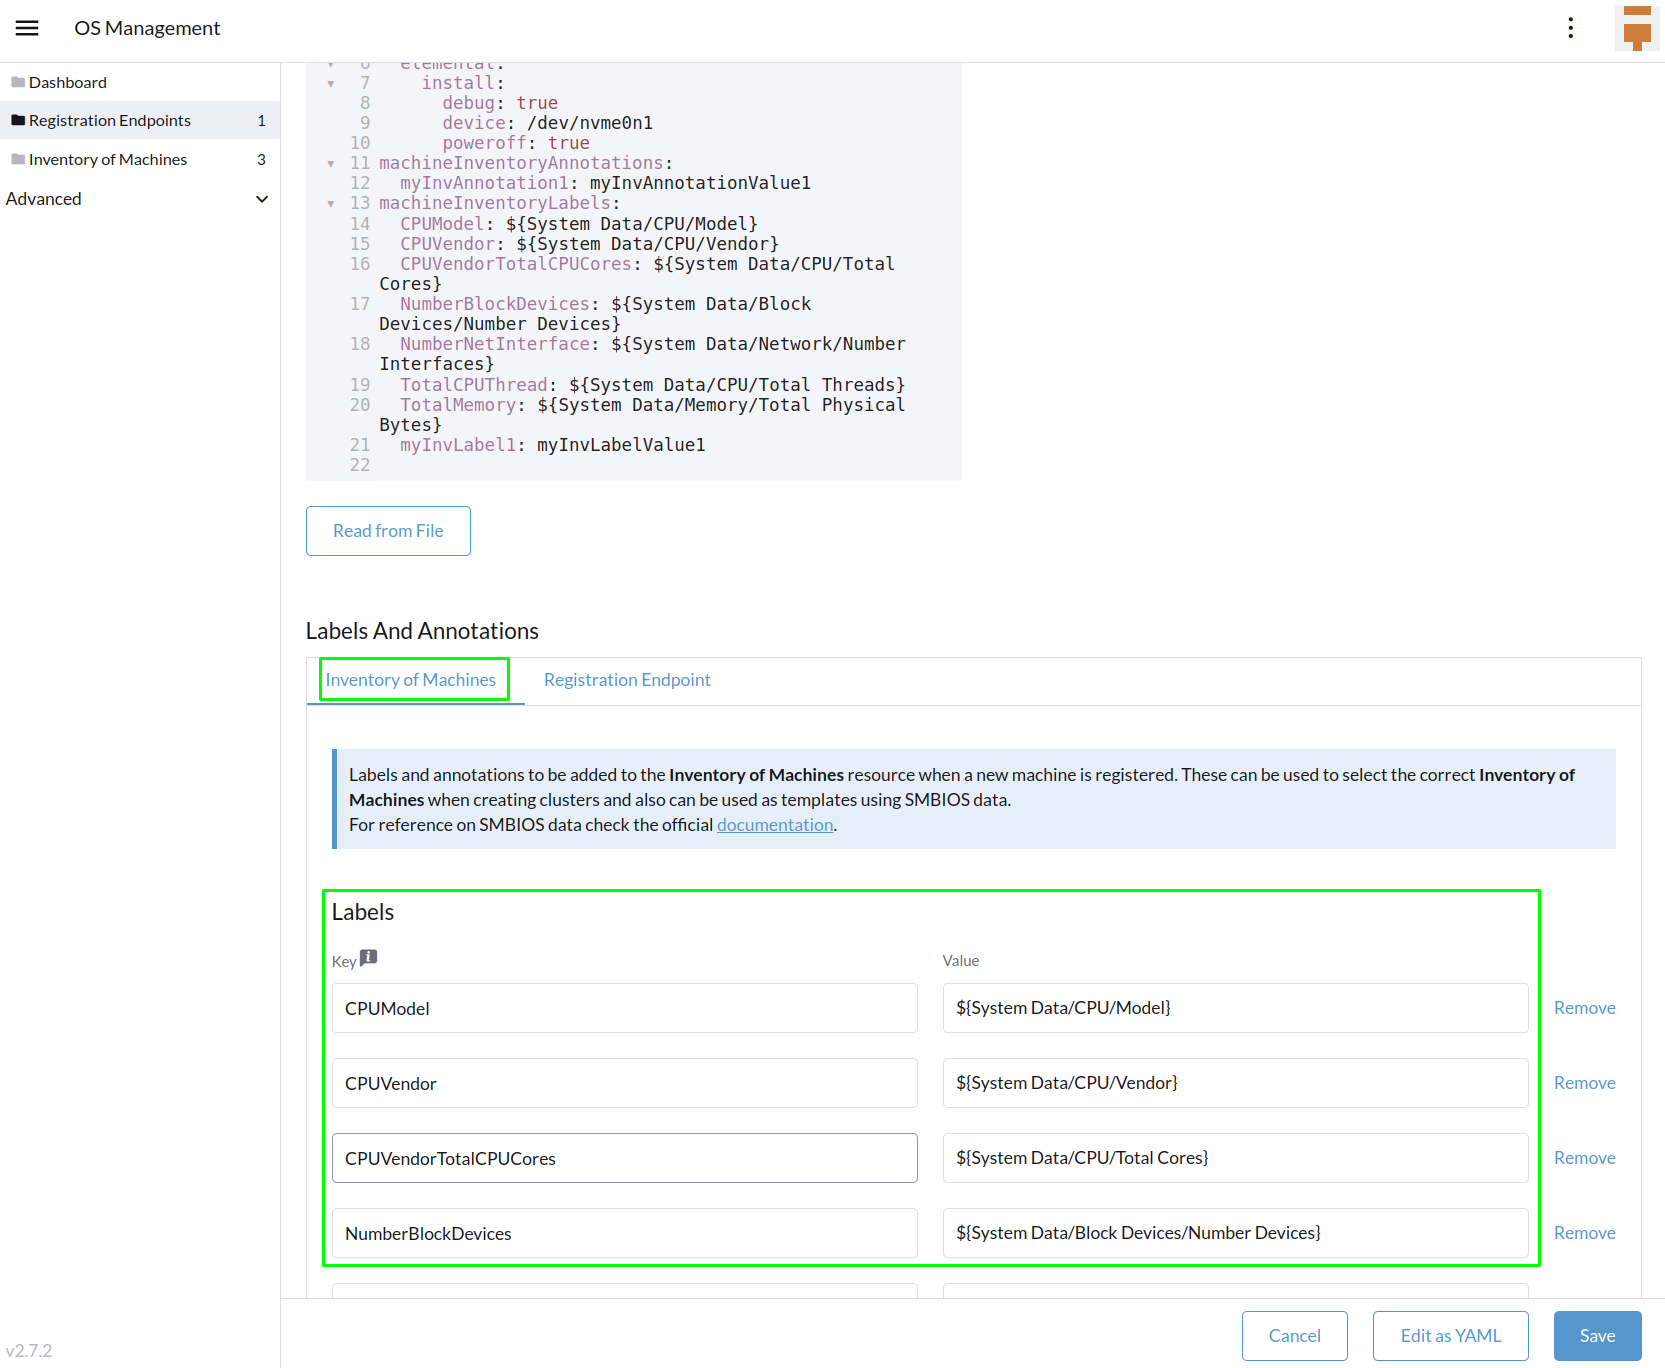 OS Management
Dashboard
Registration Endpoints 1
Inventory of Machines 3
Advanced
v2.7.2
6 elemental:
7 install:
8 debug: true
9 device: /dev/nvme0n1
10 poweroff: true
11 machineInventoryAnnotations:
12 myInvAnnotation1: myInvAnnotationValue1
13 machineInventoryLabels:
14 CPUModel: ${System Data/CPU/Model}
15 CPUVendor: ${System Data/CPU/Vendor}
16 CPUVendorTotalCPUCores: ${System Data/CPU/Total
Cores}
17 NumberBlockDevices: ${System Data/Block
Devices/Number Devices}
18 NumberNetInterface: ${System Data/Network/Number
Interfaces}
19 TotalCPUThread: ${System Data/CPU/Total Threads}
20 TotalMemory: ${System Data/Memory/Total Physical
Bytes}
21 myInvLabel1: myInvLabelValue1
22
Read from File
Labels And Annotations
Inventory of Machines Registration Endpoint
Labels and annotations to be added to the Inventory of Machines resource when a new machine is registered. These can be used to select the correct Inventory of
Machines when creating clusters and also can be used as templates using SMBIOS data.
For reference on SMBIOS data check the official documentation.
Labels
Key Value
CPUModel ${System Data/CPU/Model} Remove
CPUVendor ${System Data/CPU/Vendor} Remove
CPUVendorTotalCPUCores ${System Data/CPU/Total Cores} Remove
NumberBlockDevices ${System Data/Block Devices/Number Devices} Remove
Cancel Edit as YAML Save